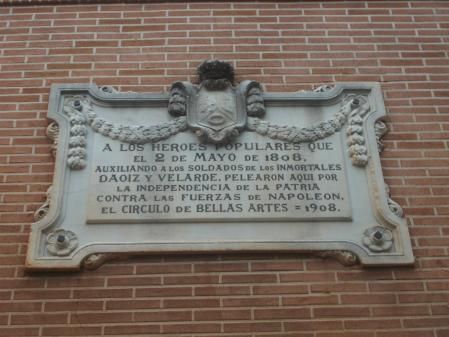 A LOS HEROES POPULARES QUE
EL 2 DE MAYO DE 1808,
AUXILIANDO A LOS SOLDADOS DE LOS INMORTALES
DAOIZ Y VELARDE, PELEARON AQUI POR
LA INDEPENDENCIA DE LA PATRIA
CONTRA LAS FUERZAS DE NAPOLEON.
EL CIRCULO DE BELLAS ARTES = 1908.